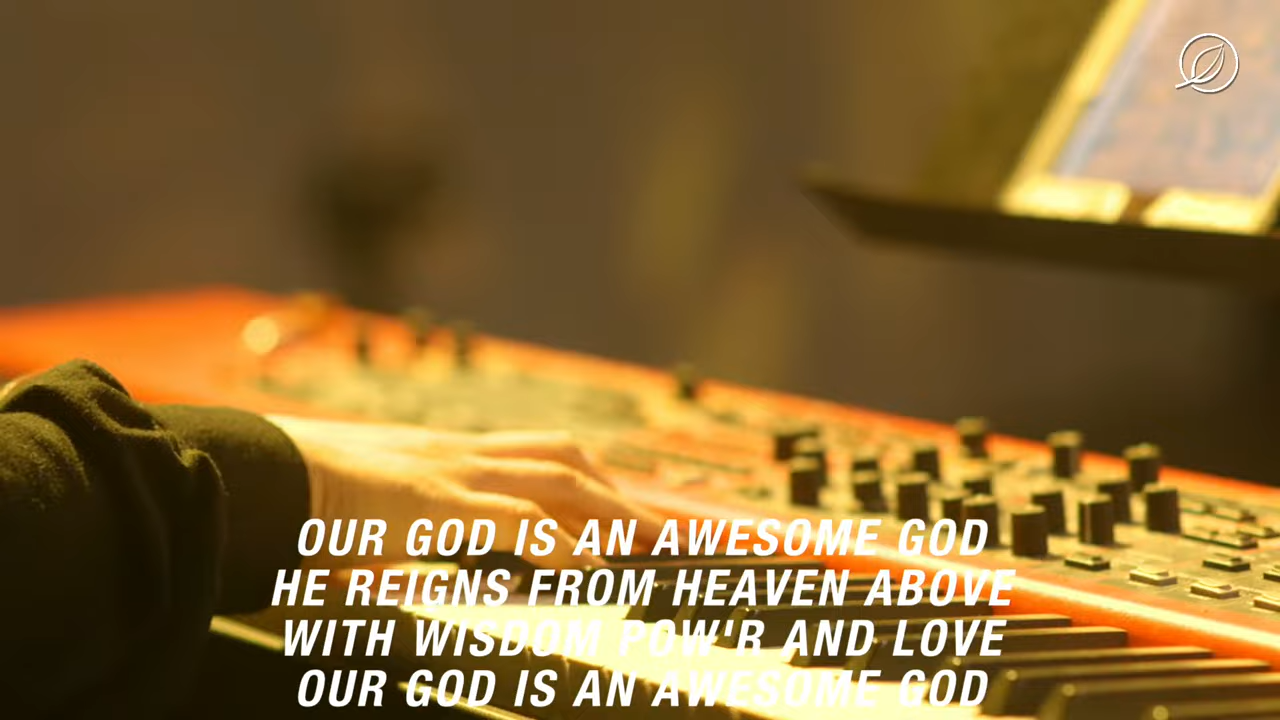 OUR GOD IS AN AWESOME GOD
HE REIGNS FROM HEAVEN ABOVE
WITH WISDOM POW'R AND LOVE
OUR GOD IS AN AWESOME GOD